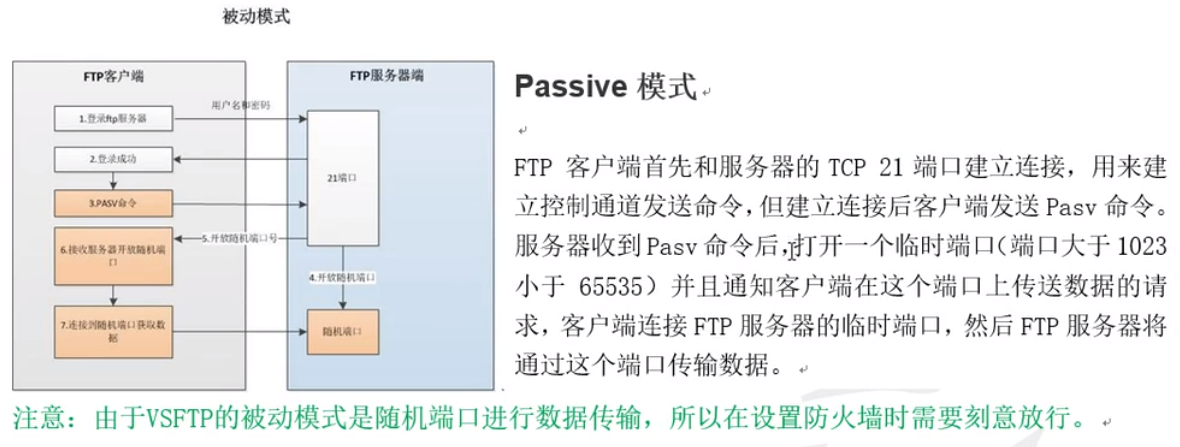 被动模式
FTP客户端
FTP服务器端
用户名和密码
1.登录ftp服务器
2.登录成功
21端口
3.PASV命令
5.开放随机端口号
6.接收服务器开放随机端
口
4.开放随机端口
7.连接到随机端口获取数
据
随机端口
Passive 模式
FTP 客户端首先和服务器的 TCP 21 端口建立连接，用来建
立控制通道发送命令，但建立连接后客户端发送 Pasv 命令。
服务器收到 Pasv 命令后，打开一个临时端口（端口大于 1023
小于 65535）并且通知客户端在这个端口上传送数据的请
求，客户端连接 FTP 服务器的临时端口，然后 FTP 服务器将
通过这个端口传输数据。
注意：由于VSFTP的被动模式是随机端口进行数据传输，所以在设置防火墙时需要刻意放行。